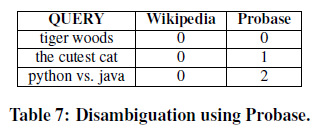 QUERY Wikipedia Probase
tiger woods 0 0
the cutest cat 0 1
python vs. java 0 2
Table 7: Disambiguation using Probase.